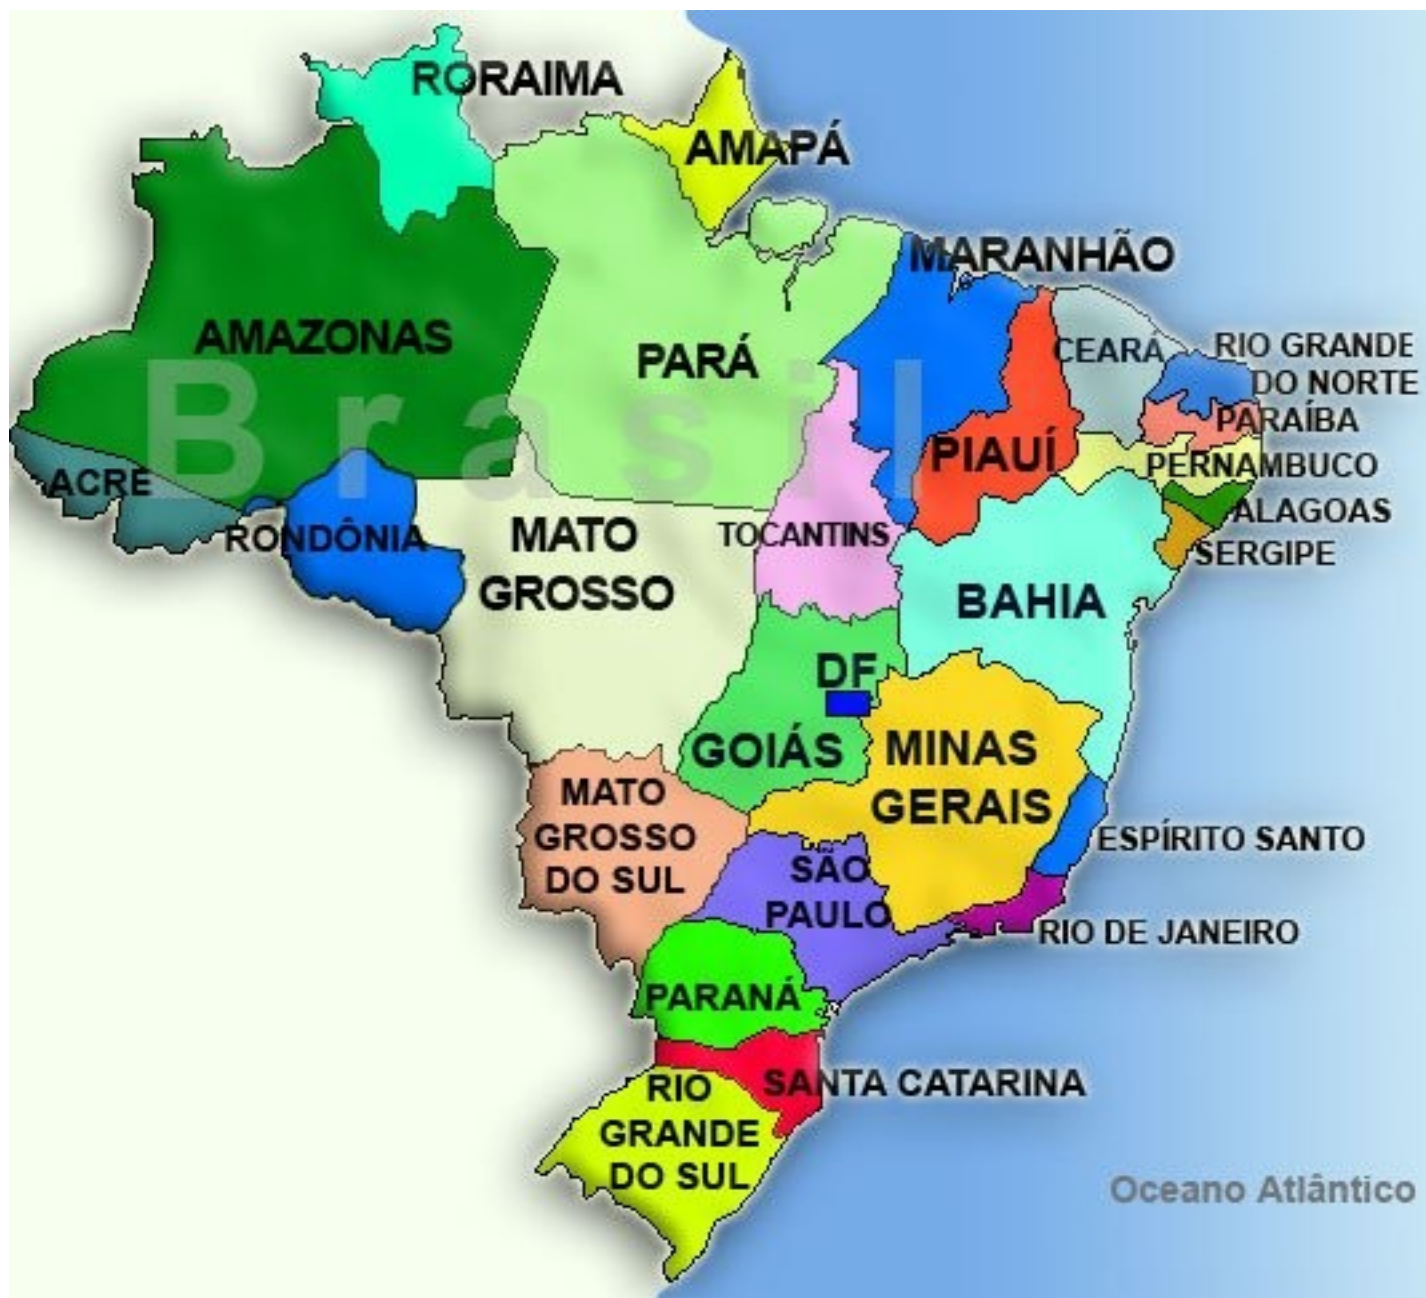 RORAIMA
AMAPÁ
MARANHÃO
AMAZONAS
PARÁ
CEARÁ
RIO GRANDE
DO NORTE
Brasil
PARAÍBA
PIAUÍ
PERNAMBUCO
ACRE
ALAGOAS
RONDÔNIA
MATO
GROSSO
TOCANTINS
SERGIPE
BAHIA
DF
GOIÁS
MINAS
GERAIS
MATO
GROSSO
DO SUL
ESPÍRITO SANTO
SÃO
PAULO
RIO DE JANEIRO
PARANÁ
SANTA CATARINA
RIO
GRANDE
DO SUL
Oceano Atlântico